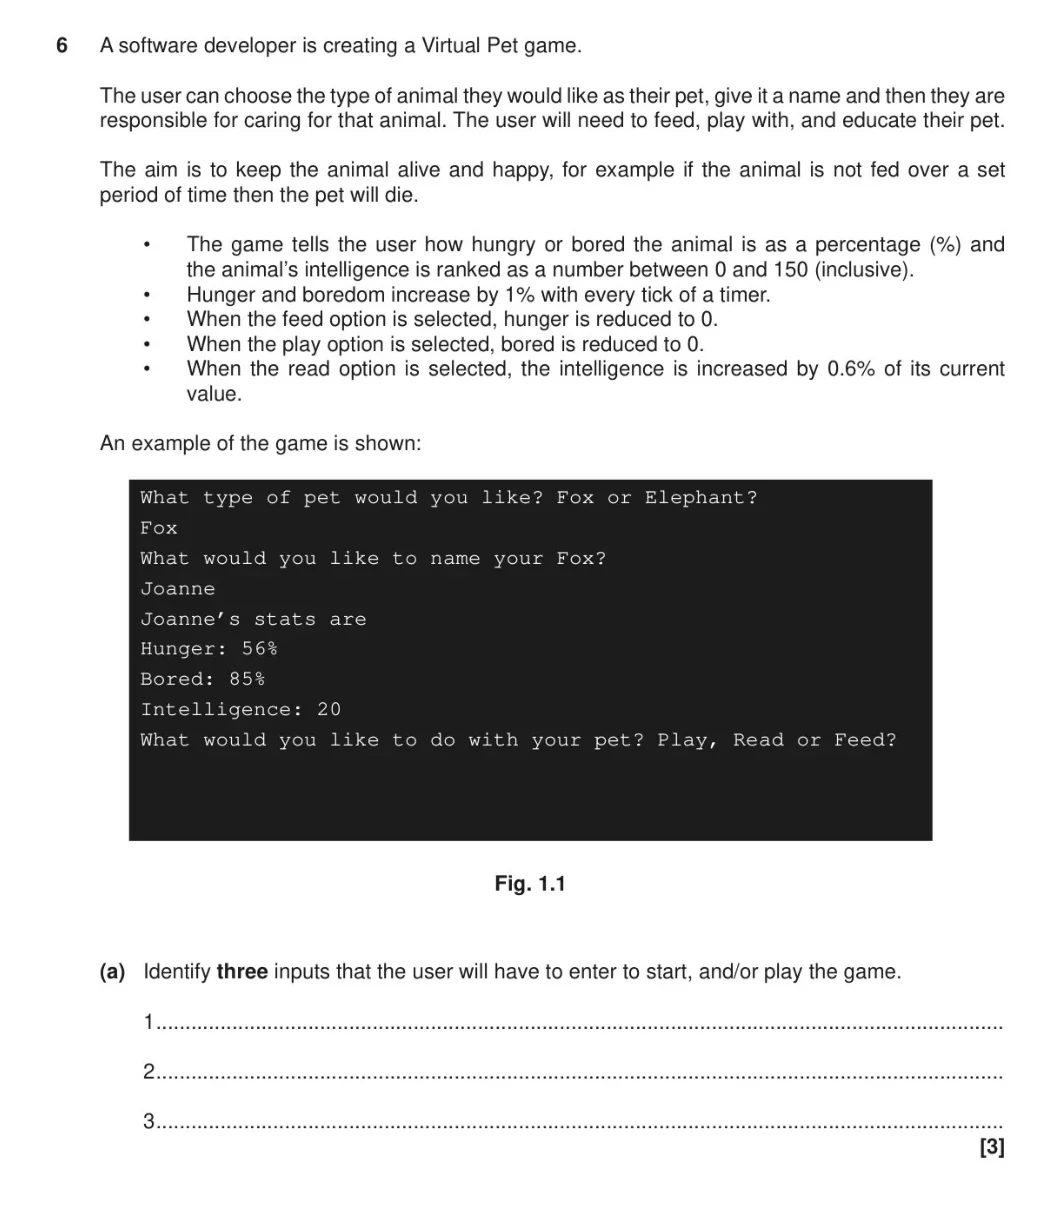 6 A software developer is creating a Virtual Pet game.
The user can choose the type of animal they would like as their pet, give it a name and then they are
responsible for caring for that animal. The user will need to feed, play with, and educate their pet.
The aim is to keep the animal alive and happy, for example if the animal is not fed over a set
period of time then the pet will die.
• The game tells the user how hungry or bored the animal is as a percentage (%) and
the animal's intelligence is ranked as a number between 0 and 150 (inclusive).
• Hunger and boredom increase by 1% with every tick of a timer.
• When the feed option is selected, hunger is reduced to 0.
• When the play option is selected, bored is reduced to 0.
• When the read option is selected, the intelligence is increased by 0.6% of its current
value.
An example of the game is shown:
What type of pet would you like? Fox or Elephant?
Fox
What would you like to name your Fox?
Joanne
Joanne's stats are
Hunger: 56%
Bored: 85%
Intelligence: 20
What would you like to do with your pet? Play, Read or Feed?
Fig. 1.1
(a) Identify three inputs that the user will have to enter to start, and/or play the game.
1
2
3
[3]